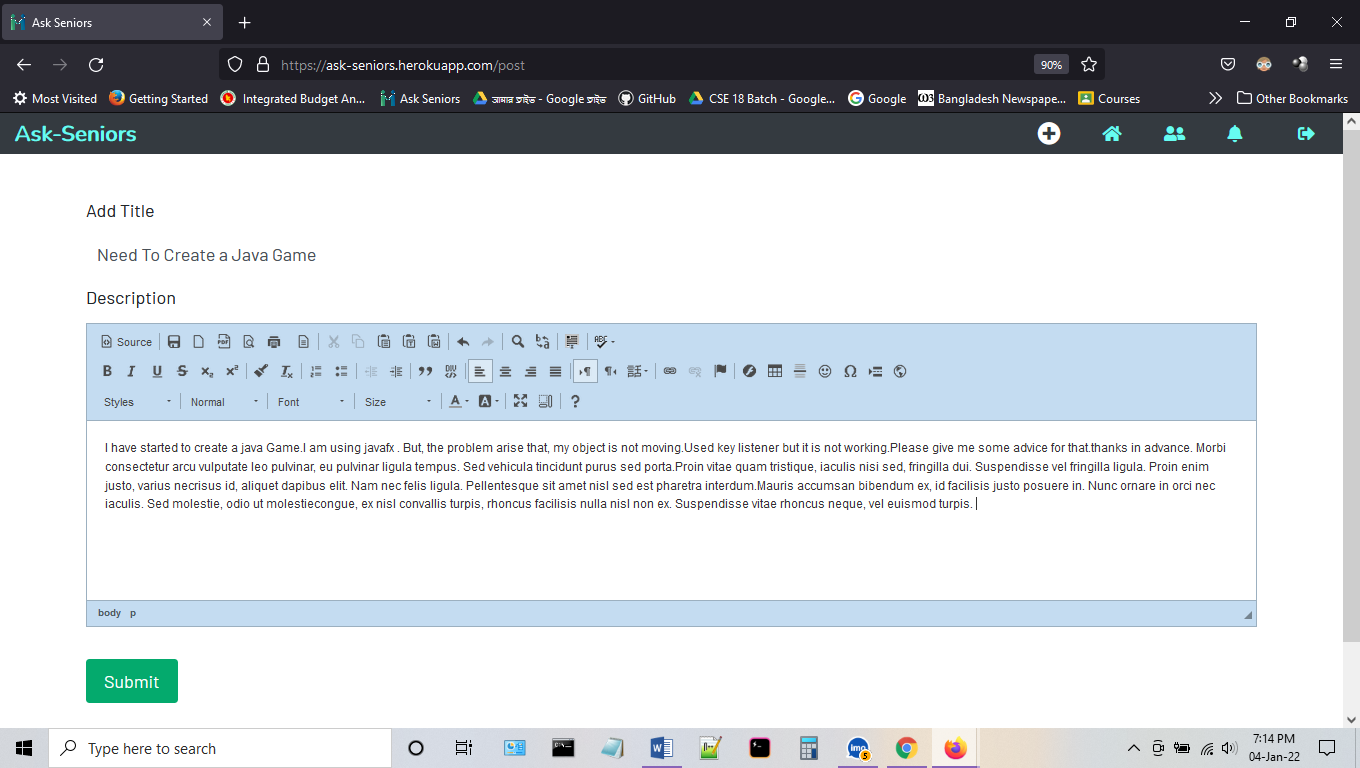 Ask Seniors
https://ask-seniors.herokuapp.com/post
90%
Most Visited Getting Started Integrated Budget An... Ask Seniors আমার ড্রাইভ - Google ড্রাইভ GitHub CSE 18 Batch - Google... Google Bangladesh Newspape... Courses Other Bookmarks
Ask-Seniors
Add Title
Need To Create a Java Game
Description
Source
Styles Normal Font Size
I have started to create a java Game.I am using javafx . But, the problem arise that, my object is not moving.Used key listener but it is not working.Please give me some advice for that.thanks in advance. Morbi
consectetur arcu vulputate leo pulvinar, eu pulvinar ligula tempus. Sed vehicula tincidunt purus sed porta.Proin vitae quam tristique, iaculis nisi sed, fringilla dui. Suspendisse vel fringilla ligula. Proin enim
justo, varius necrisus id, aliquet dapibus elit. Nam nec felis ligula. Pellentesque sit amet nisl sed est pharetra interdum.Mauris accumsan bibendum ex, id facilisis justo posuere in. Nunc ornare in orci nec
iaculis. Sed molestie, odio ut molestiecongue, ex nisl convallis turpis, rhoncus facilisis nulla nisl non ex. Suspendisse vitae rhoncus neque, vel euismod turpis.
body p
Submit
Type here to search
7:14 PM
04-Jan-22